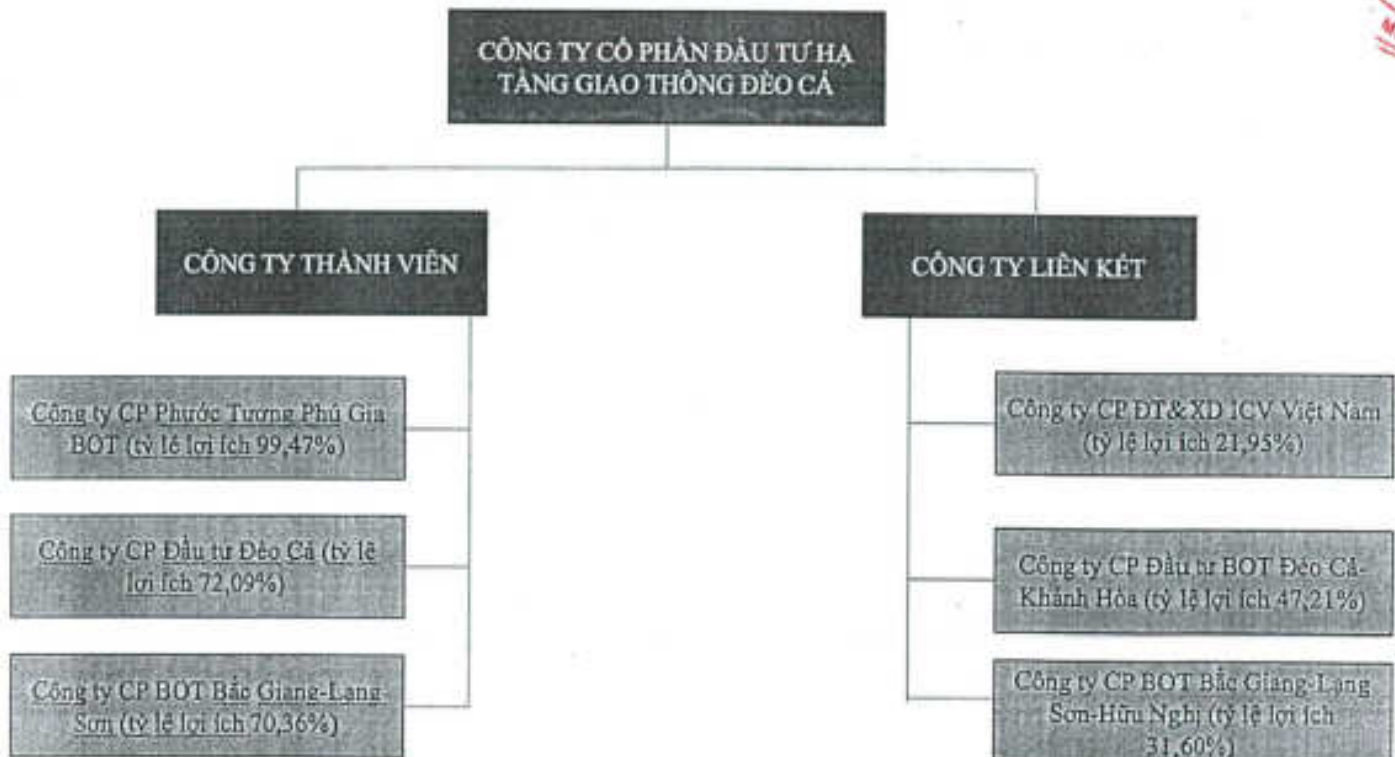 CÔNG TY CỔ PHẦN ĐẦU TƯ HẠ
TẦNG GIAO THÔNG ĐÈO CẢ
CÔNG TY THÀNH VIÊN
Công ty CP Phước Tượng Phú Gia
BOT (tỷ lệ lợi ích 99,47%)
Công ty CP Đầu tư Đèo Cả (tỷ lệ
lợi ích 72,09%)
Công ty CP BOT Bắc Giang-Lạng
Sơn (tỷ lệ lợi ích 70,36%)
CÔNG TY LIÊN KẾT
Công ty CP ĐT&XD ICV Việt Nam
(tỷ lệ lợi ích 21,95%)
Công ty CP Đầu tư BOT Đèo Cả-
Khánh Hòa (tỷ lệ lợi ích 47,21%)
Công ty CP BOT Bắc Giang-Lạng
Sơn-Hữu Nghị (tỷ lệ lợi ích
31,60%)